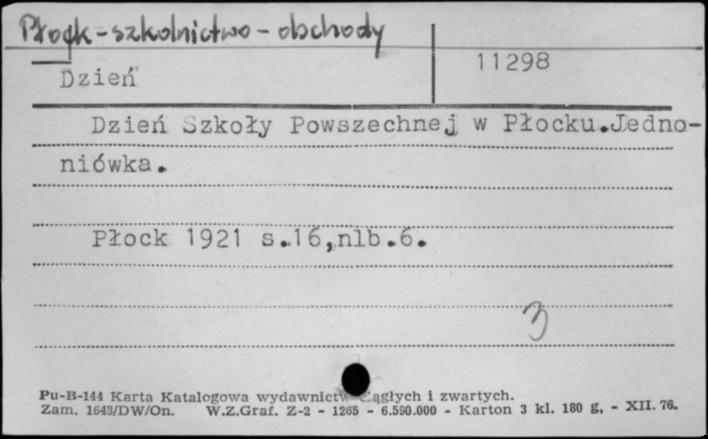 Płock - szkolnictwo - obchody
Dzień
11298
Dzień Szkoły Powszechnej w Płocku.Jedno-
niówka.
Płock 1921 s.16,nlb.6.
3
Pu-B-144 Karta Katalogowa wydawnictw ciągłych i zwartych.
Zam. 1643/DW/On. W.Z.Graf. Z-2 - 1265 - 6.590.000 - Karton 3 kl. 180 g, - XII. 76.